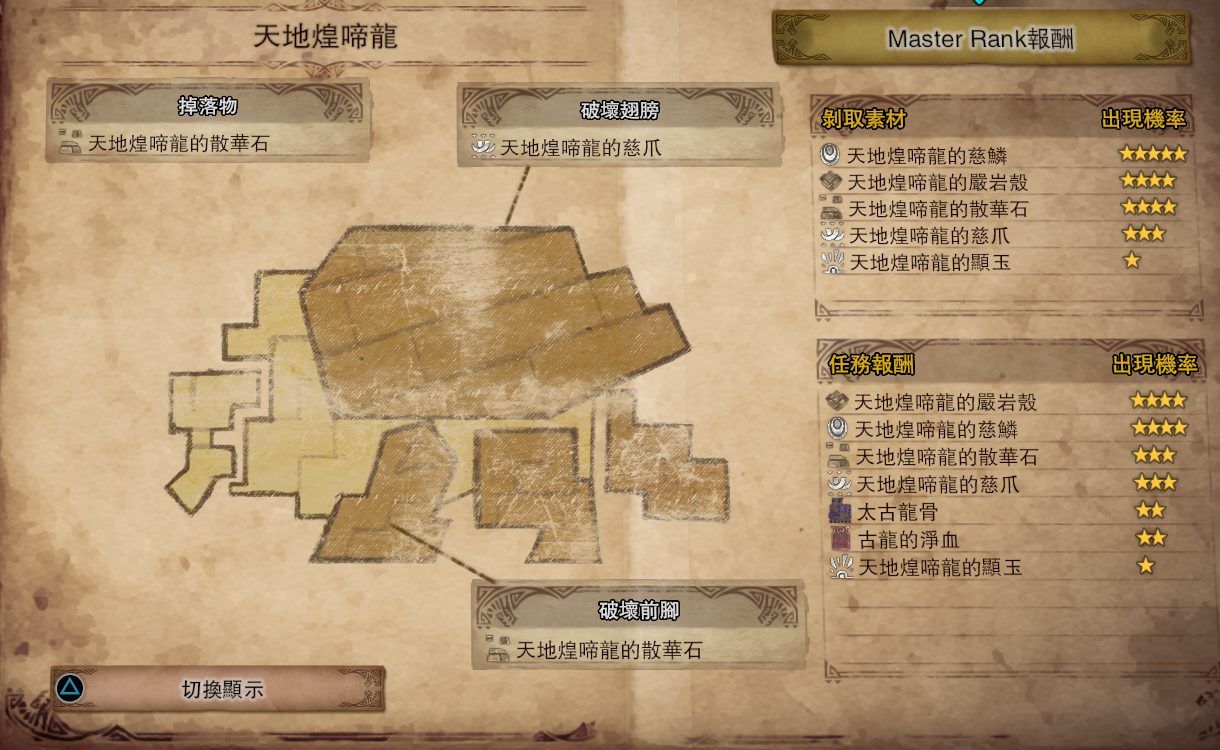 天地煌啼龍
Master Rank報酬
掉落物
天地煌啼龍的散華石
破壞翅膀
天地煌啼龍的慈爪
剝取素材 出現機率
天地煌啼龍的慈鱗 ★★★★★
天地煌啼龍的嚴岩殼 ★★★★
天地煌啼龍的散華石 ★★★★
天地煌啼龍的慈爪 ★★★
天地煌啼龍的顯玉 ★
任務報酬 出現機率
天地煌啼龍的嚴岩殼 ★★★★
天地煌啼龍的慈鱗 ★★★★
天地煌啼龍的散華石 ★★★
天地煌啼龍的慈爪 ★★★
太古龍骨 ★★
古龍的淨血 ★★
天地煌啼龍的顯玉 ★
破壞前腳
天地煌啼龍的散華石
切換顯示